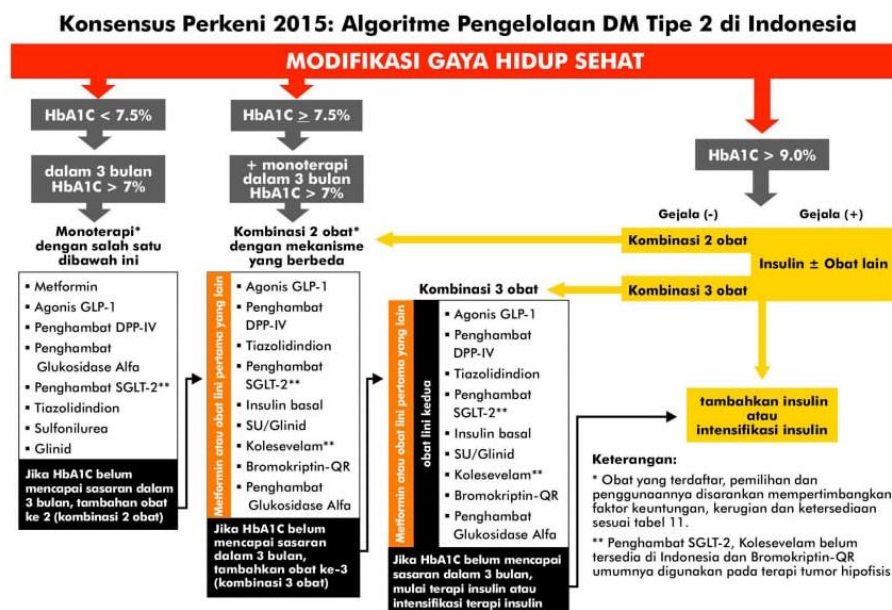 Konsensus Perkeni 2015: Algoritme Pengelolaan DM Tipe 2 di Indonesia
MODIFIKASI GAYA HIDUP SEHAT
HbA1C < 7.5%
dalam 3 bulan
HbA1C > 7%
Monoterapi*
dengan salah satu
dibawah ini
▪ Metformin
▪ Agonis GLP-1
▪ Penghambat DPP-IV
▪ Penghambat
Glukosidase Alfa
▪ Penghambat SGLT-2**
▪ Tiazolidindion
▪ Sulfonilurea
▪ Glinid
Jika HbA1C belum
mencapai sasaran dalam
3 bulan, tambahan obat
ke 2 (kombinasi 2 obat)
HbA1C ≥ 7.5%
+ monoterapi
dalam 3 bulan
HbA1C > 7%
Kombinasi 2 obat*
dengan mekanisme
yang berbeda
Metformin atau obat lini pertama yang lain
▪ Agonis GLP-1
▪ Penghambat
DPP-IV
▪ Tiazolidindion
▪ Penghambat
SGLT-2**
▪ Insulin basal
▪ SU/Glinid
▪ Kolesevelam**
▪ Bromokriptin-QR
▪ Penghambat
Glukosidase Alfa
Jika HbA1C belum
mencapai sasaran
dalam 3 bulan,
tambahkan obat ke-3
(kombinasi 3 obat)
Kombinasi 3 obat
Metformin atau obat lini pertama yang lain
obat lini kedua
▪ Agonis GLP-1
▪ Penghambat
DPP-IV
▪ Tiazolidindion
▪ Penghambat
SGLT-2**
▪ Insulin basal
▪ SU/Glinid
▪ Kolesevelam**
▪ Bromokriptin-QR
▪ Penghambat
Glukosidase Alfa
Jika HbA1C belum mencapai
sasaran dalam 3 bulan,
mulai terapi insulin atau
intensifikasi terapi insulin
HbA1C > 9.0%
Gejala (-)
Gejala (+)
Kombinasi 2 obat
Insulin ± Obat lain
Kombinasi 3 obat
tambahkan insulin
atau
intensifikasi insulin
Keterangan:
* Obat yang terdaftar, pemilihan dan
penggunaannya disarankan mempertimbangkan
faktor keuntungan, kerugian dan ketersediaan
sesuai tabel 11.
** Penghambat SGLT-2, Kolesevelam belum
tersedia di Indonesia dan Bromokriptin-QR
umumnya digunakan pada terapi tumor hipofisis